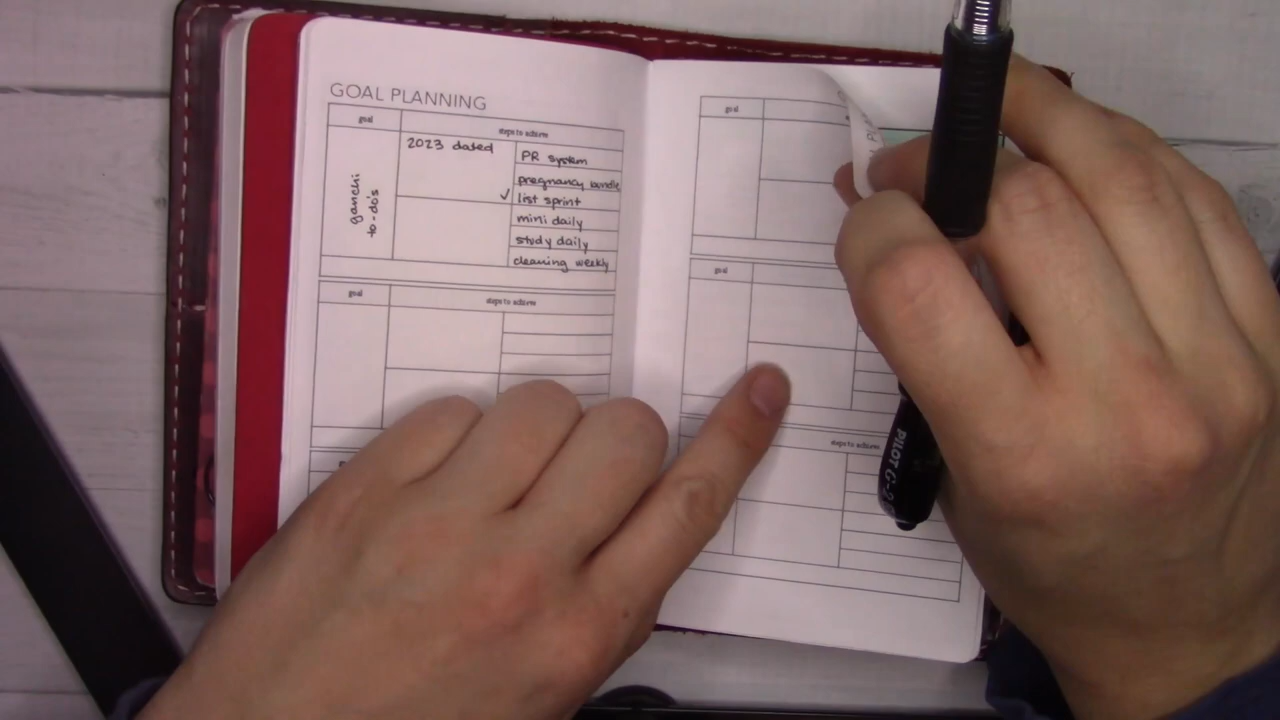 GOAL PLANNING
goal
steps to achieve
ganchi
to-do's
2023 dated
PR system
pregnancy bundle
✓ list sprint
mini daily
study daily
cleaning weekly
goal
steps to achieve
goal
goal
steps to achieve
PILOT G-2